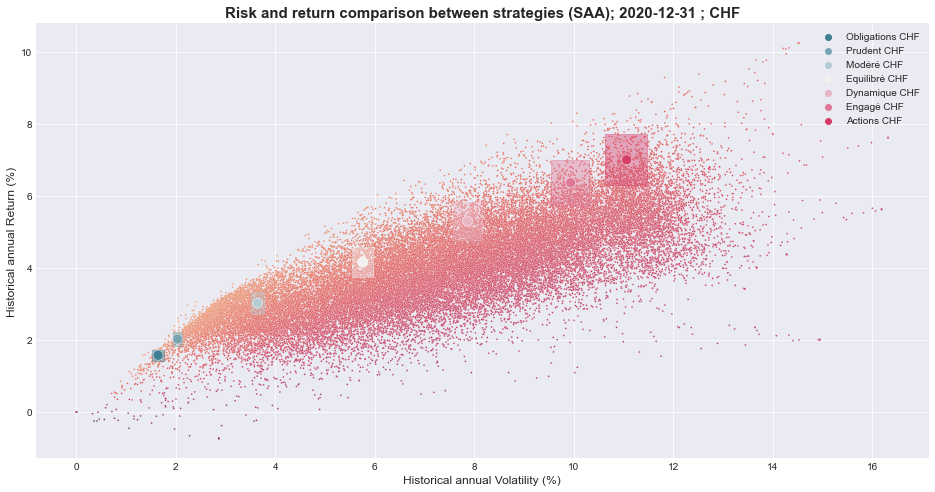 Risk and return comparison between strategies (SAA); 2020-12-31 ; CHF
Obligations CHF
Prudent CHF
Modéré CHF
Equilibré CHF
Dynamique CHF
Engagé CHF
Actions CHF
Historical annual Return (%)
10
8
6
4
2
0
0 2 4 6 8 10 12 14 16
Historical annual Volatility (%)